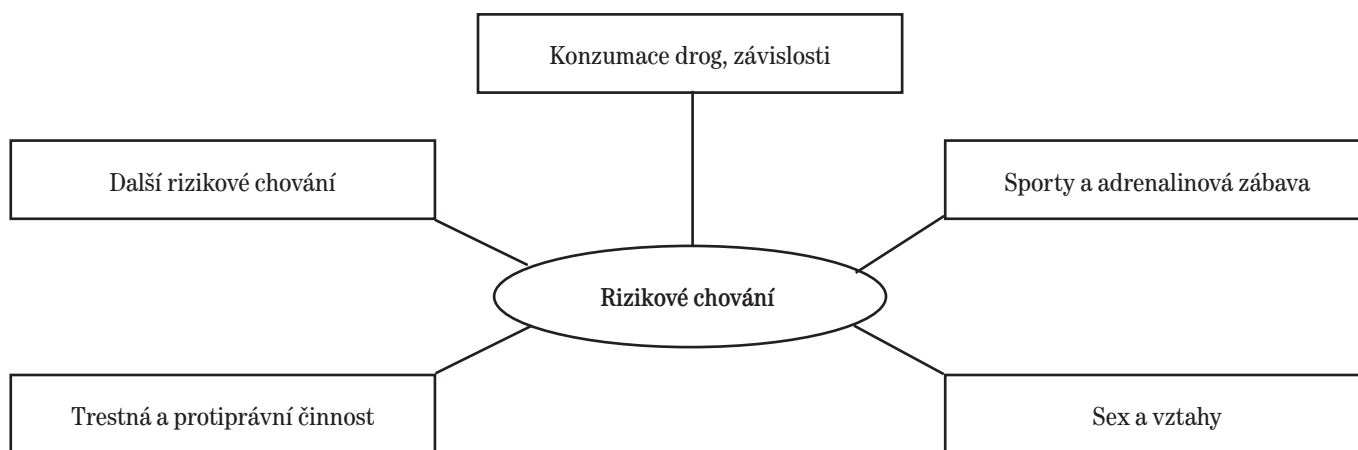 Konzumace drog, závislosti
Další rizikové chování
Sporty a adrenalinová zábava
Rizikové chování
Trestná a protiprávní činnost
Sex a vztahy